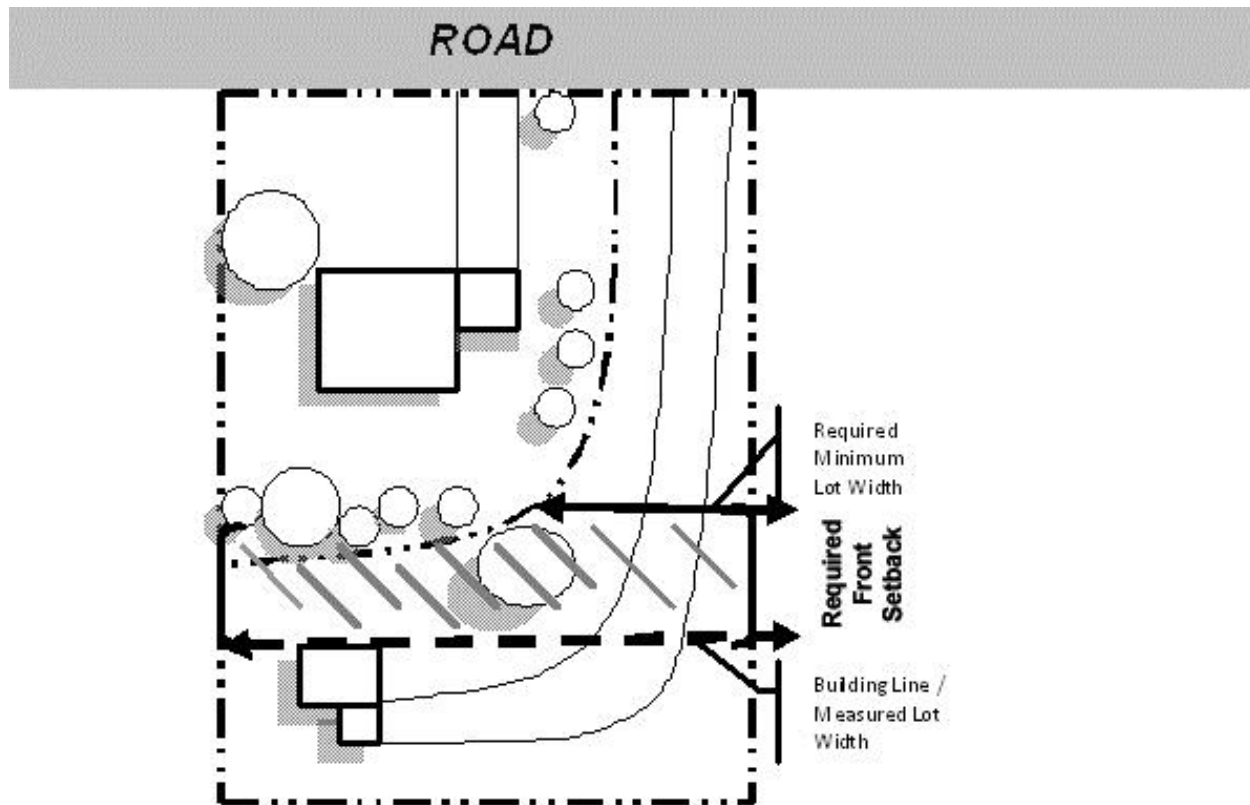 ROAD
Required
Minimum
Lot Width
Required
Front
Setback
Building Line /
Measured Lot
Width